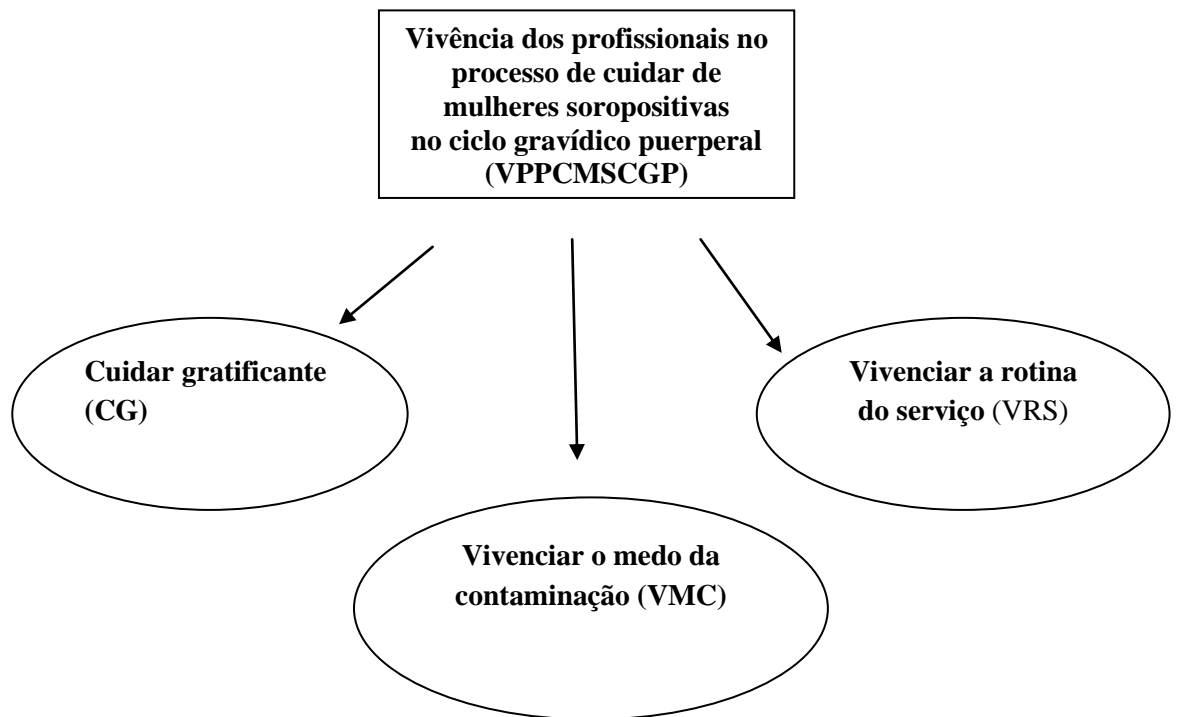 Vivência dos profissionais no
processo de cuidar de
mulheres soropositivas
no ciclo gravídico puerperal
(VPPCMSCGP)
Cuidar gratificante
(CG)
Vivenciar a rotina
do serviço (VRS)
Vivenciar o medo da
contaminação (VMC)